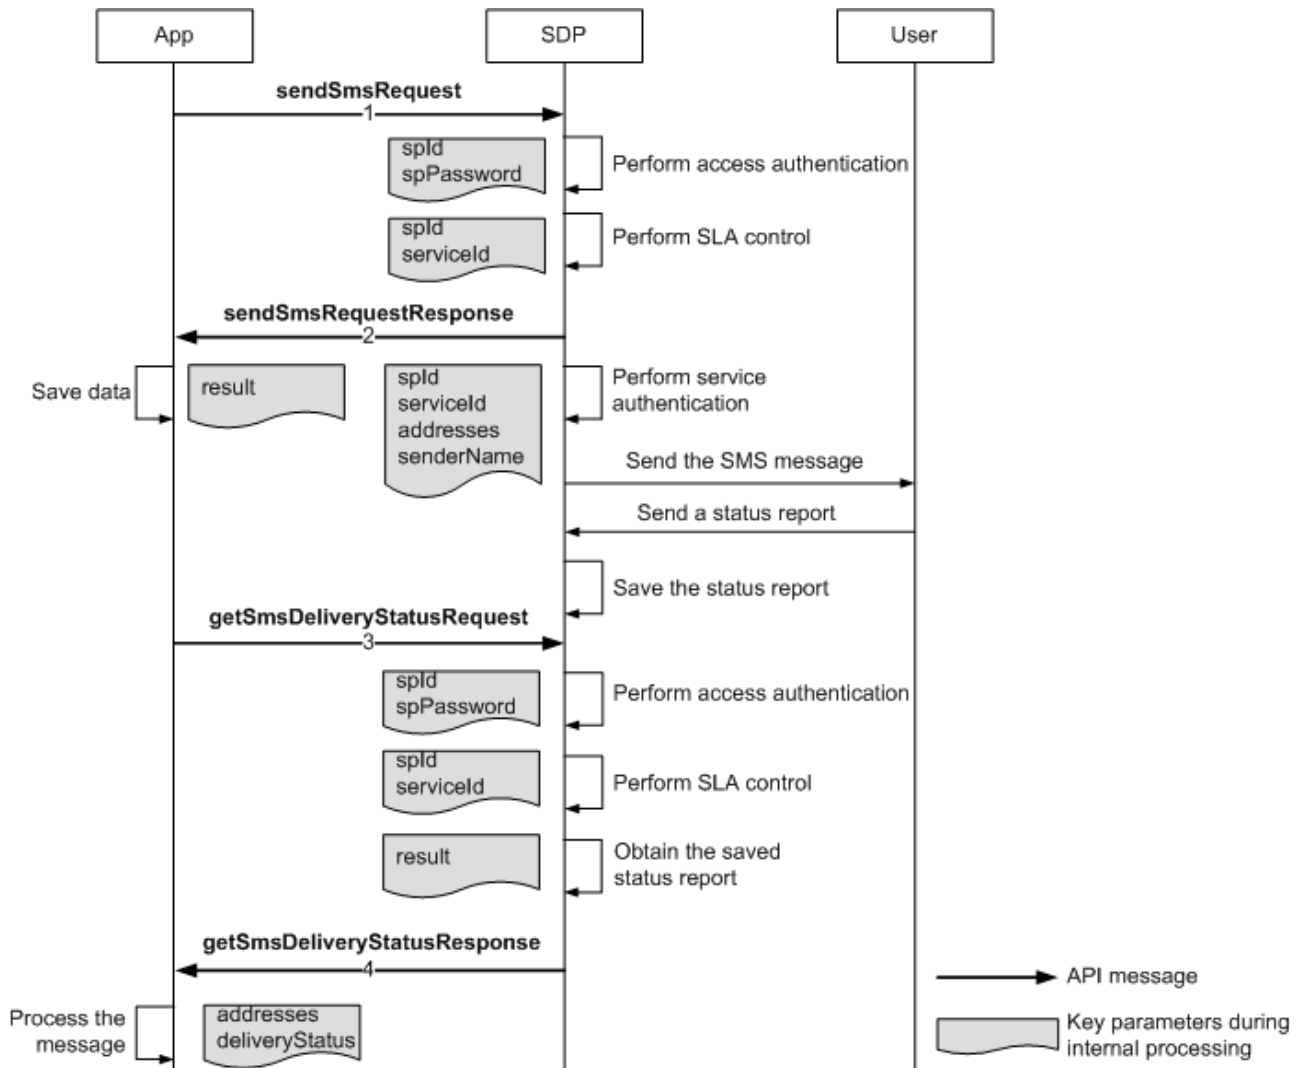 App
SDP
User
sendSmsRequest
1
spId
spPassword
Perform access authentication
spId
serviceId
Perform SLA control
sendSmsRequestResponse
2
Save data
result
spId
serviceId
addresses
senderName
Perform service
authentication
Send the SMS message
Send a status report
Save the status report
getSmsDeliveryStatusRequest
3
spId
spPassword
Perform access authentication
spId
serviceId
Perform SLA control
result
Obtain the saved
status report
getSmsDeliveryStatusResponse
4
Process the
message
addresses
deliveryStatus
API message
Key parameters during
internal processing